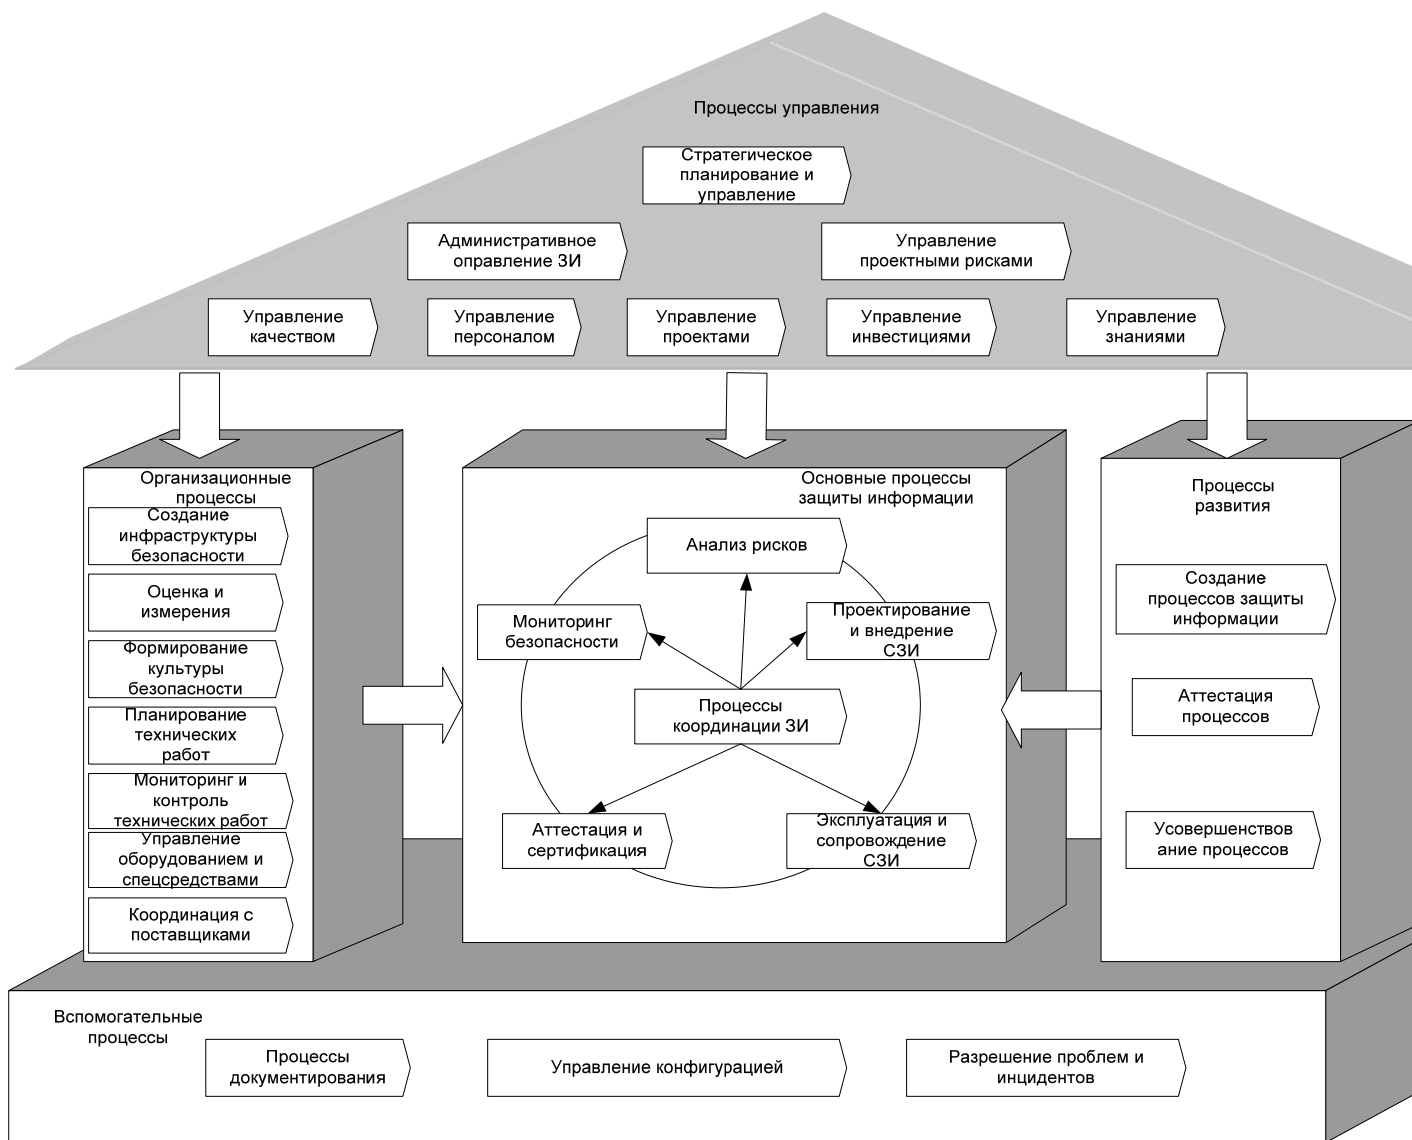 Процессы управления
Стратегическое
планирование и
управление
Административное
оправление ЗИ
Управление
проектными рисками
Управление
качеством
Управление
персоналом
Управление
проектами
Управление
инвестициями
Управление
знаниями
Организационные
процессы
Создание
инфраструктуры
безопасности
Оценка и
измерения
Формирование
культуры
безопасности
Планирование
технических
работ
Мониторинг и
контроль
технических работ
Управление
оборудованием и
спецсредствами
Координация с
поставщиками
Основные процессы
защиты информации
Анализ рисков
Мониторинг
безопасности
Проектирование
и внедрение
СЗИ
Процессы
координации ЗИ
Аттестация и
сертификация
Эксплуатация и
сопровождение
СЗИ
Процессы
развития
Создание
процессов защиты
информации
Аттестация
процессов
Усовершенствов
ание процессов
Вспомогательные
процессы
Процессы
документирования
Управление конфигурацией
Разрешение проблем и
инцидентов